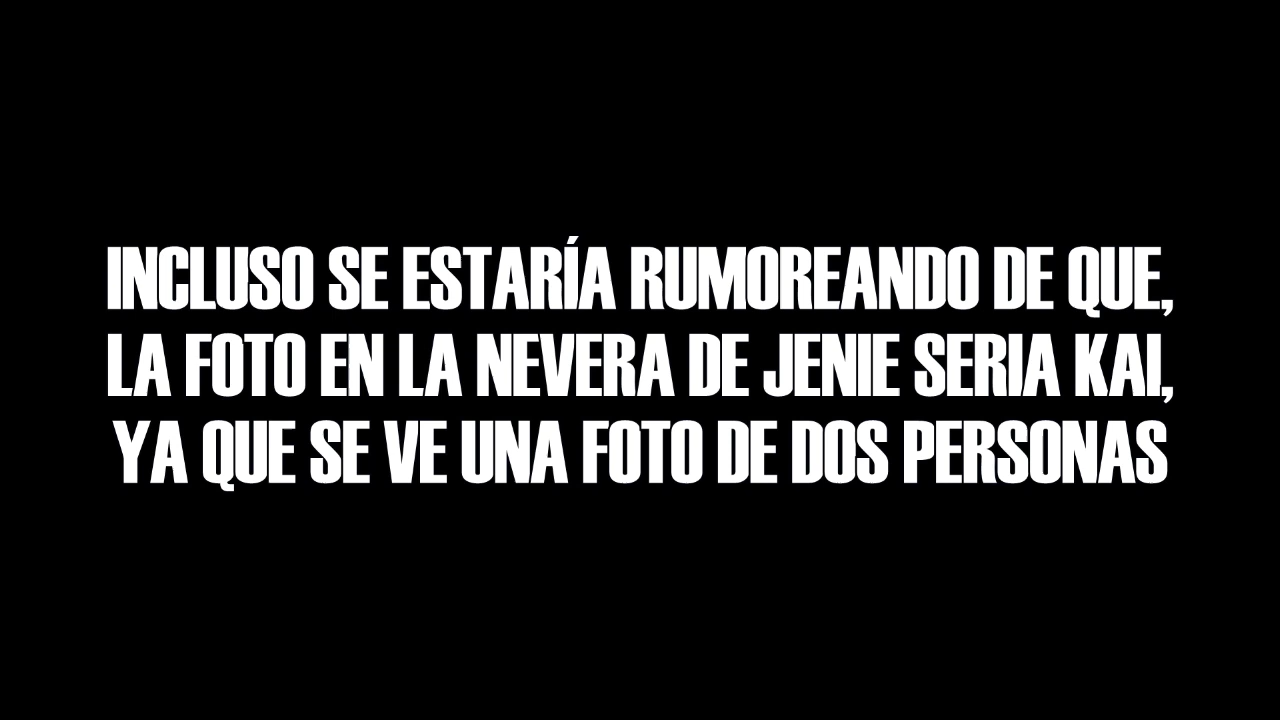 INCLUSO SE ESTARÍA RUMOREANDO DE QUE,
LA FOTO EN LA NEVERA DE JENIE SERIA KAI,
YA QUE SE VE UNA FOTO DE DOS PERSONAS